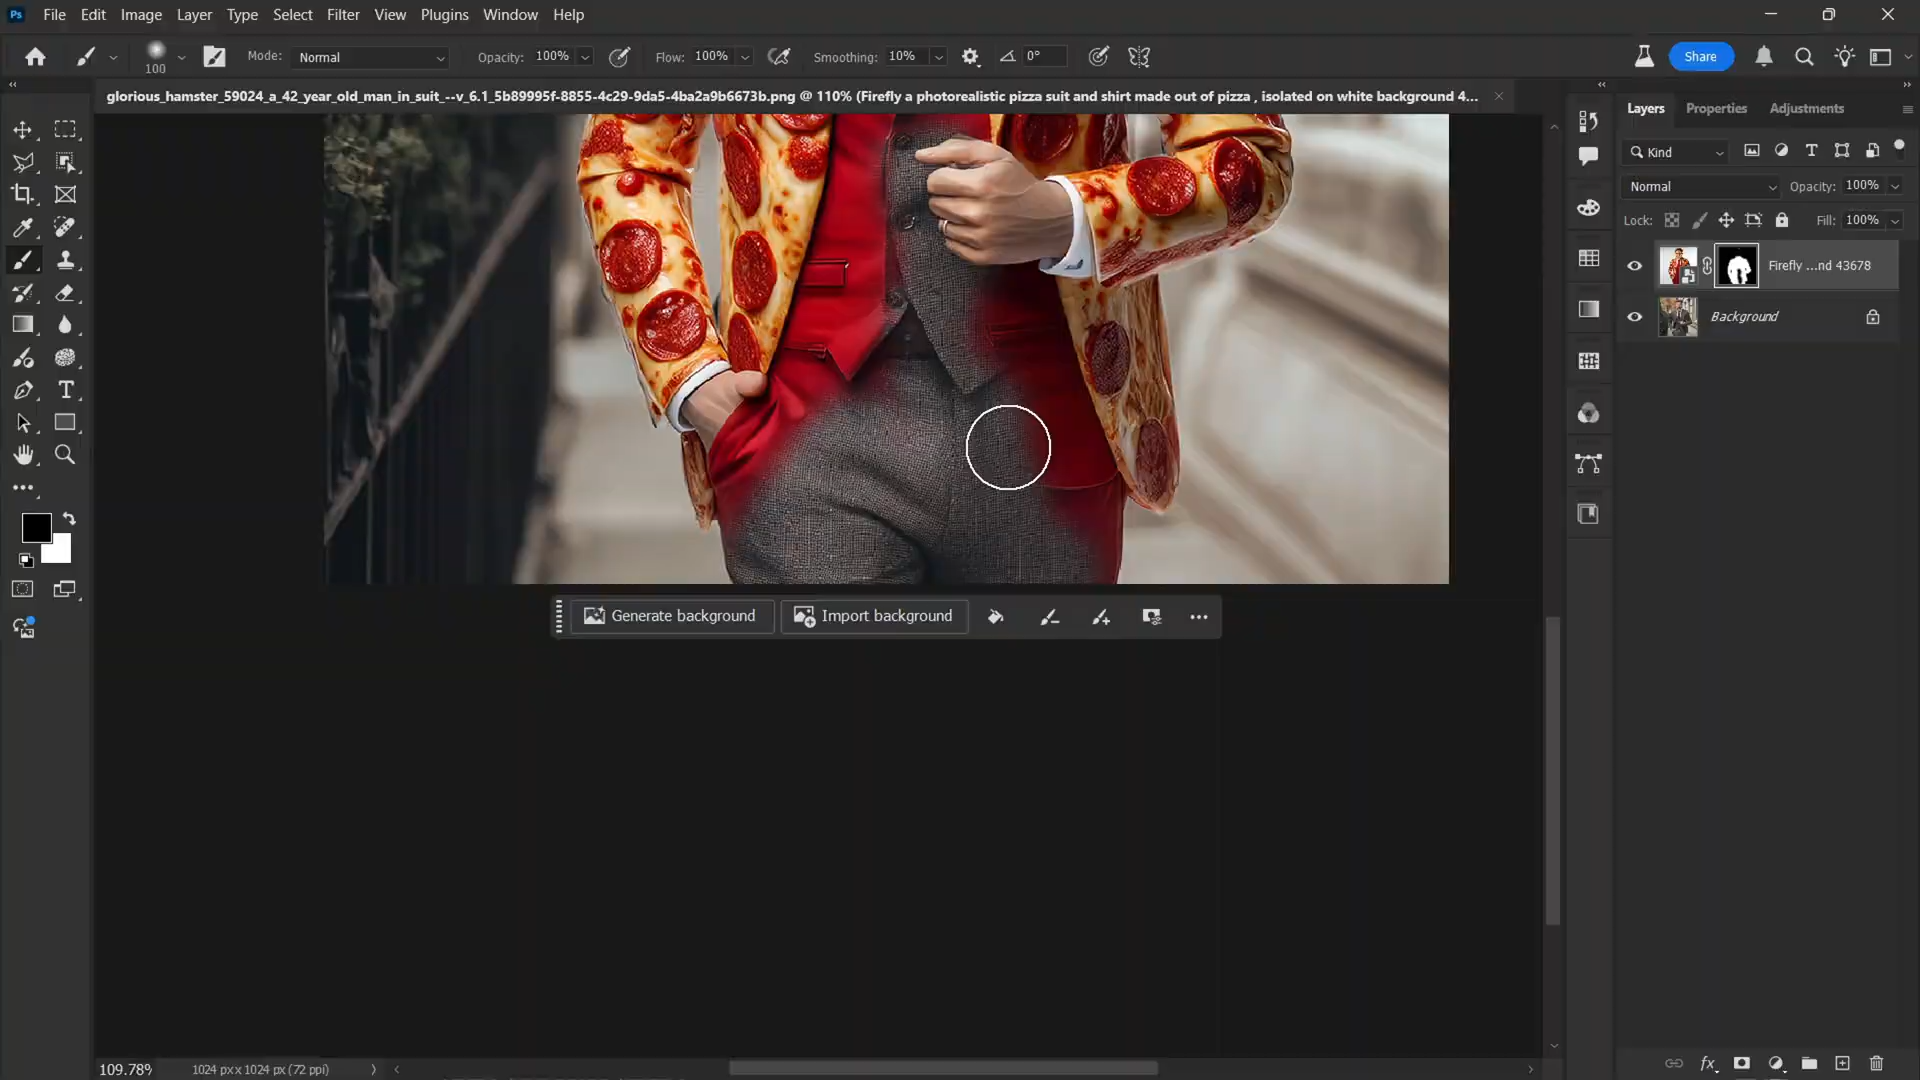 Ps File Edit Image Layer Type Select Filter View Plugins Window Help
100 Mode: Normal Opacity: 100% Flow: 100% Smoothing: 10% 0° Share
glorious_hamster_59024_a_42_year_old_man_in_suit_--v_6.1_5b89995f-8855-4c29-9da5-4ba2a9b6673b.png @ 110% (Firefly a photorealistic pizza suit and shirt made out of pizza , isolated on white background 4...
Layers Properties Adjustments
Kind
Normal Opacity: 100%
Lock: Fill: 100%
Firefly ...nd 43678
Background
Generate background Import background
109.78% 1024 px x 1024 px (72 ppi)